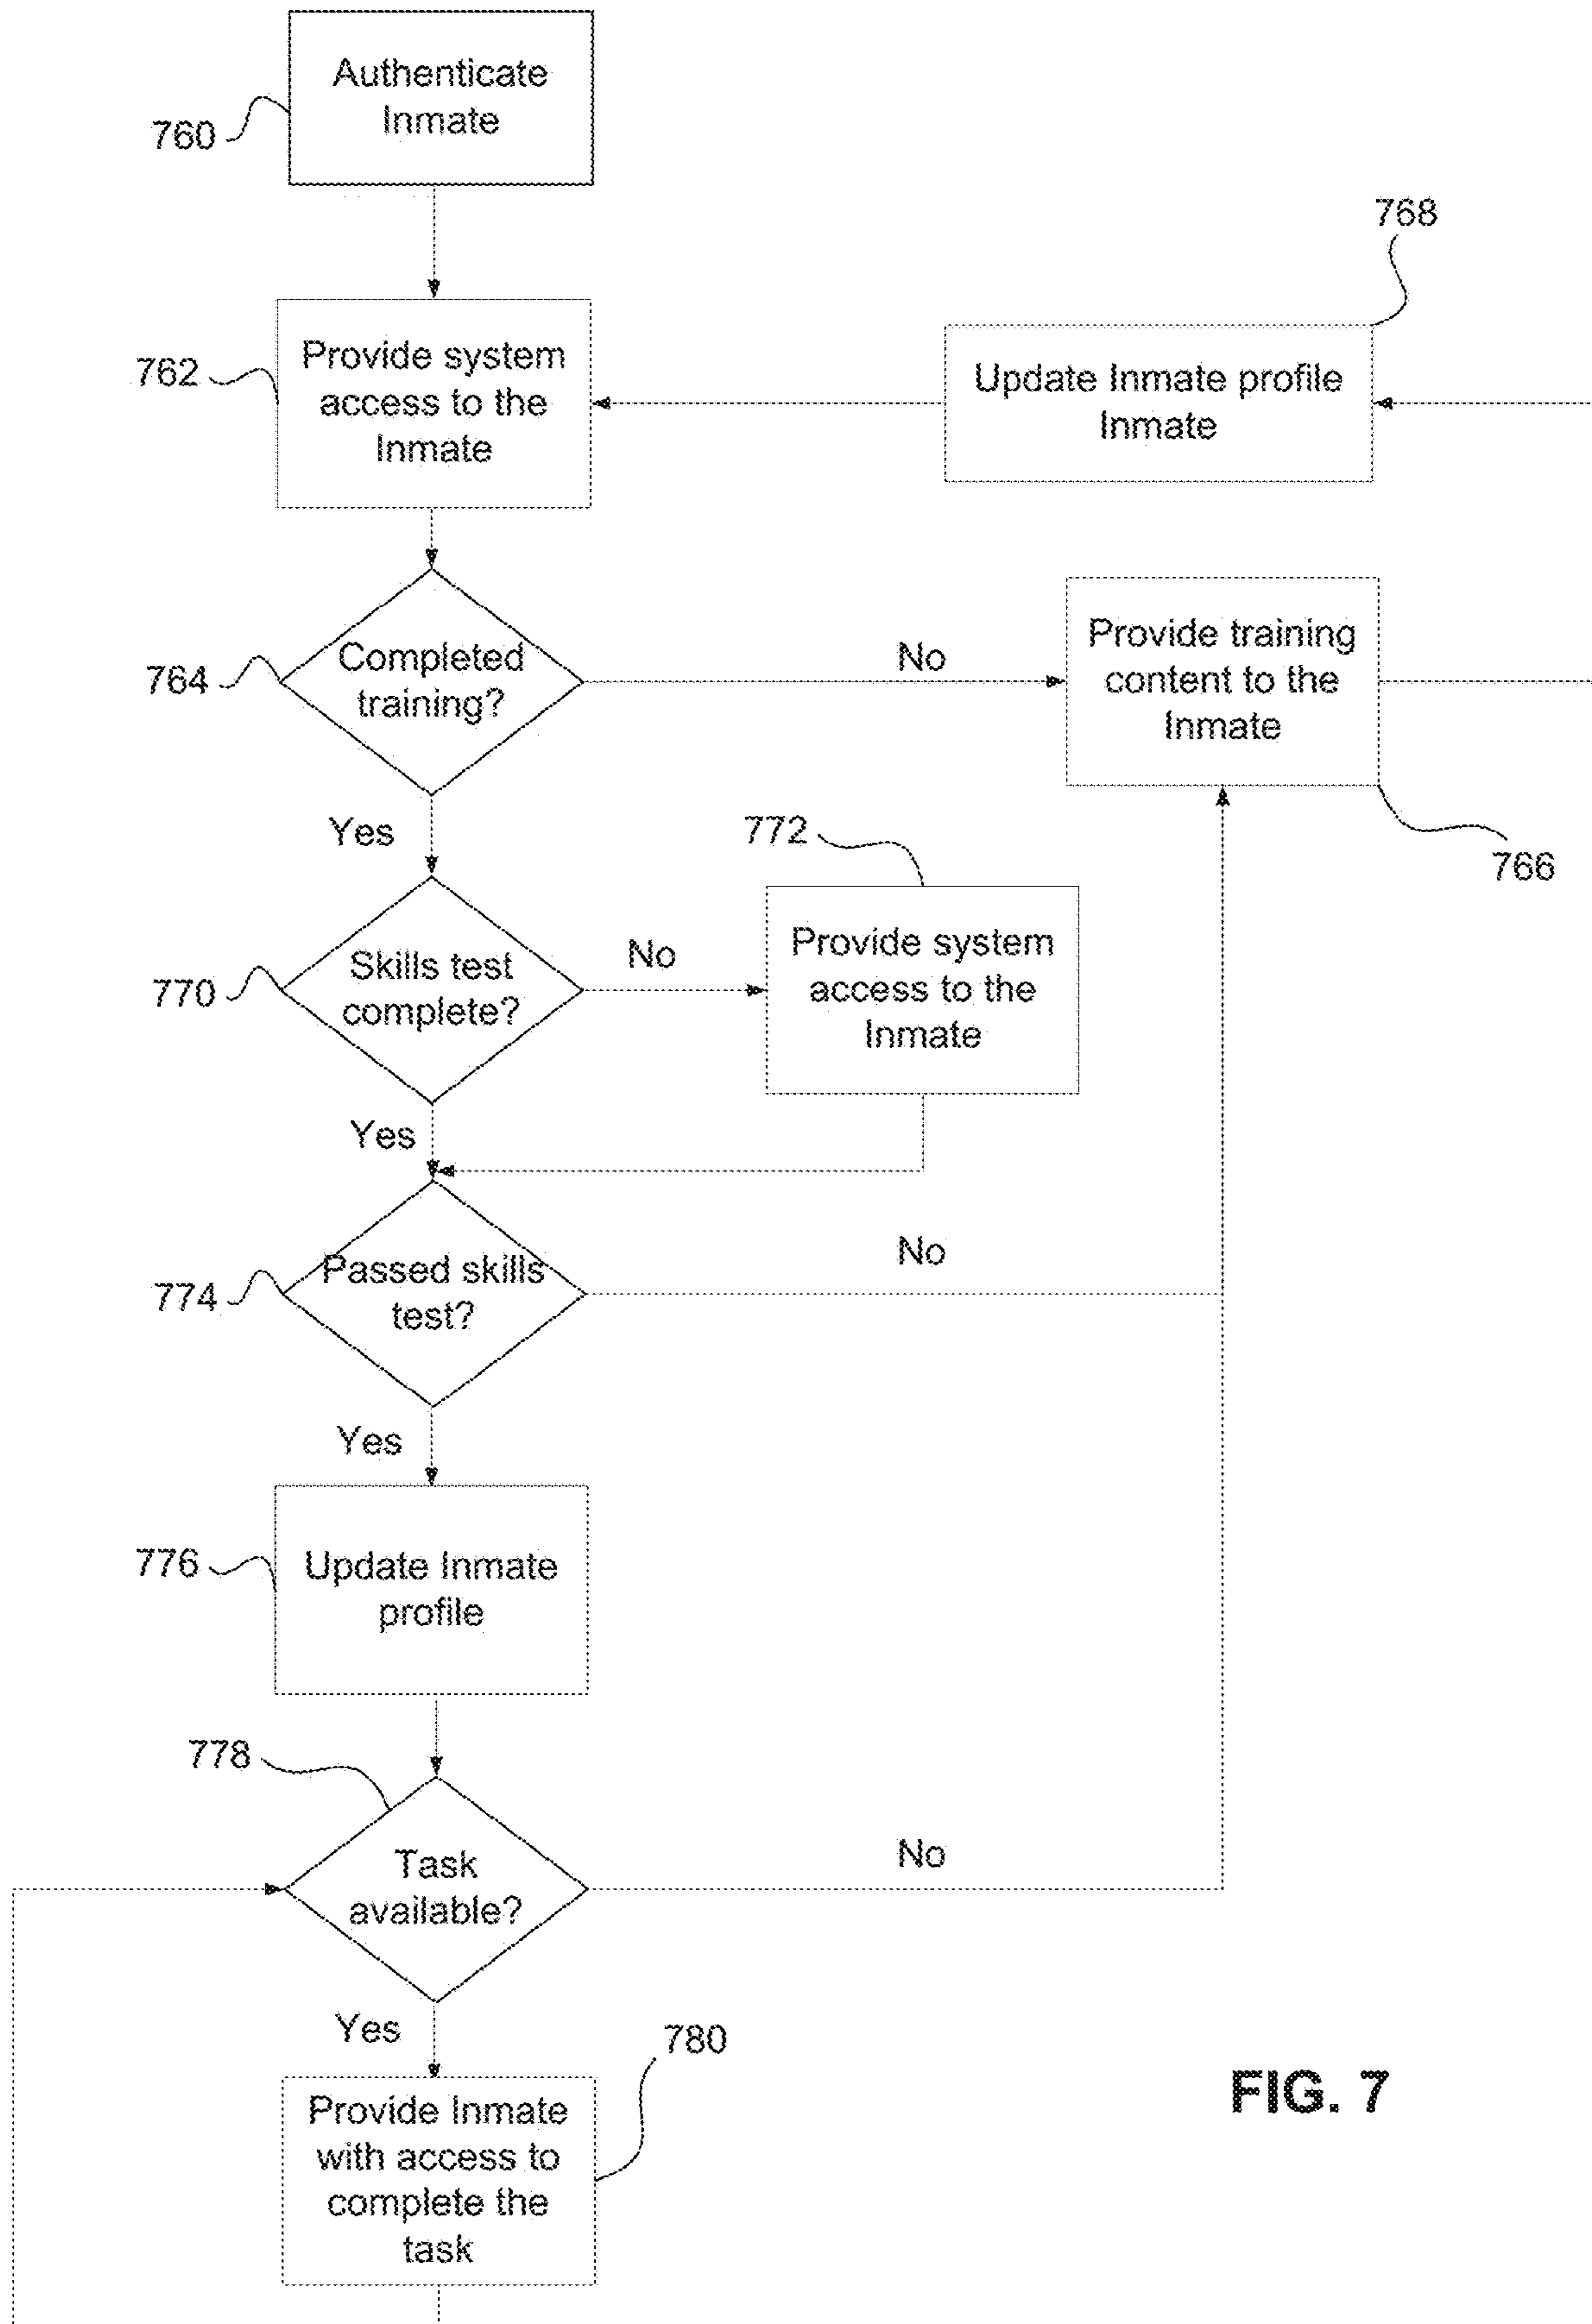 Authenticate
Inmate
760
768
Provide system
access to the
Inmate
762
Update Inmate profile
Inmate
Completed
training?
764
No
Provide training
content to the
Inmate
766
Yes
772
Skills test
complete?
770
No
Provide system
access to the
Inmate
Yes
Passed skills
test?
774
No
Yes
776
Update Inmate
profile
778
Task
available?
No
Yes
780
Provide Inmate
with access to
complete the
task
FIG. 7